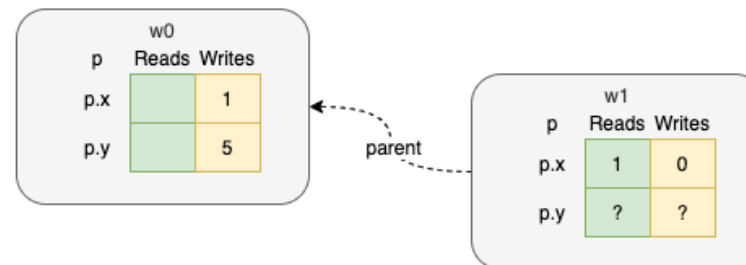 w0
p Reads Writes
p.x 1
p.y 5
parent
w1
p Reads Writes
p.x 1 0
p.y ? ?